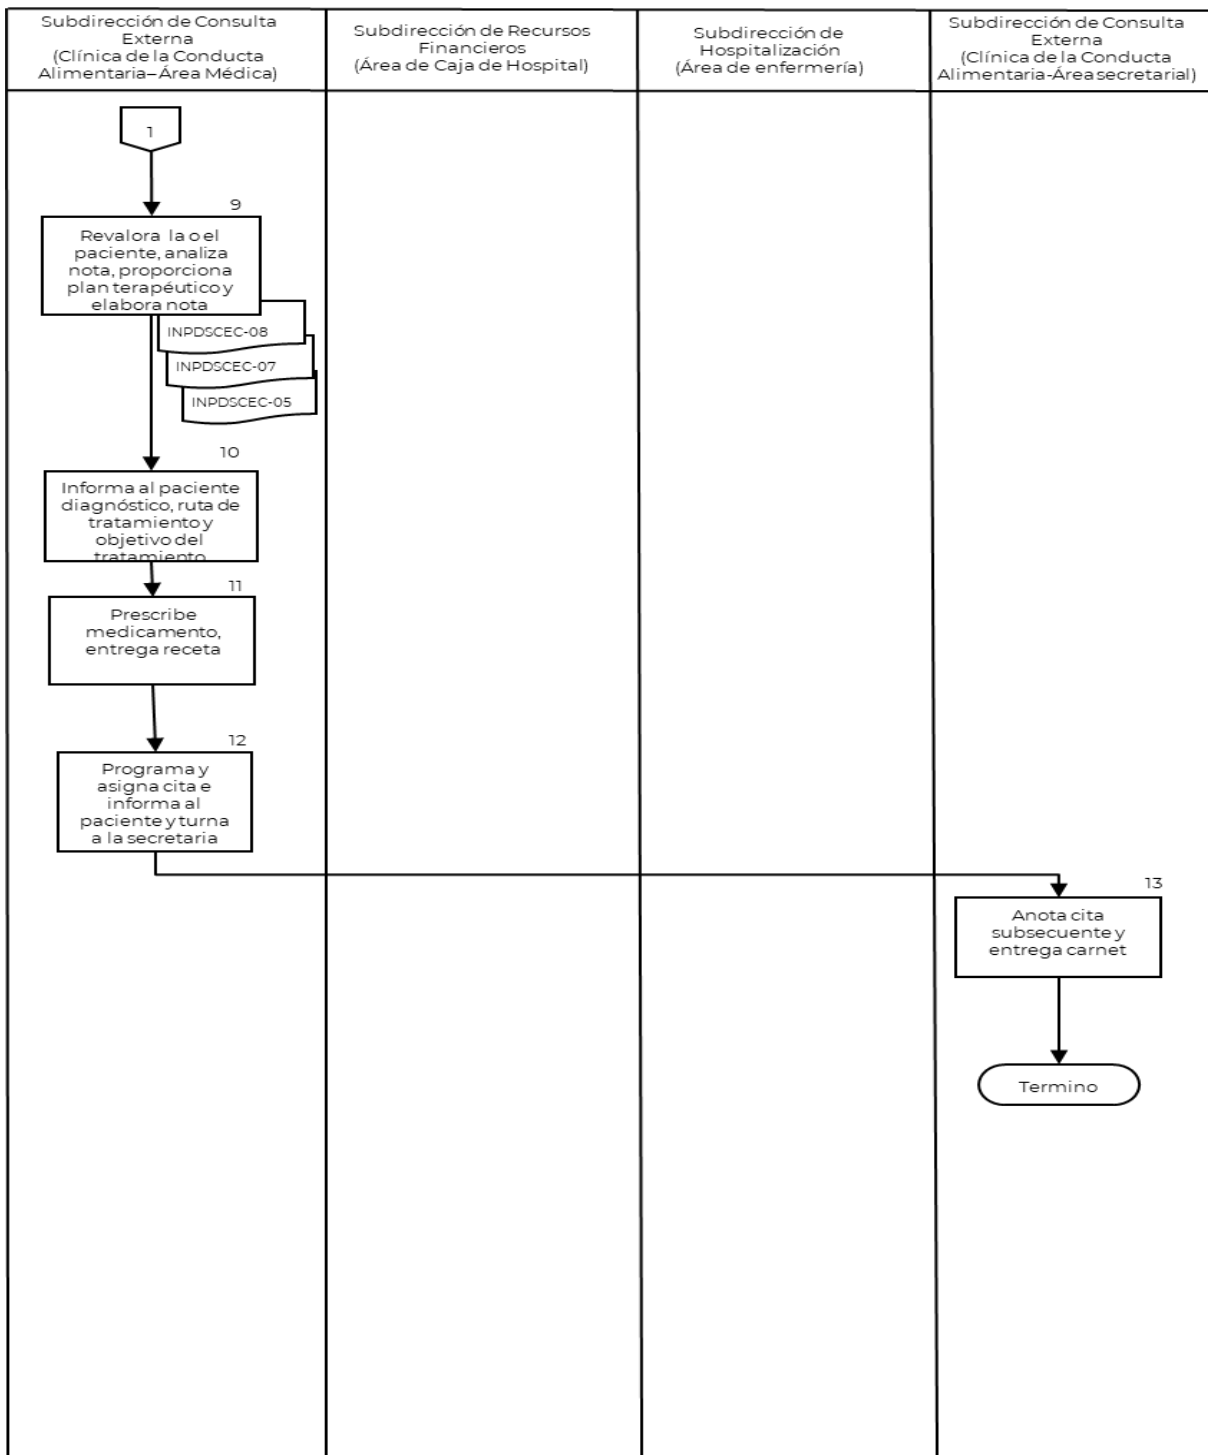 Subdirección de Consulta
Externa
(Clínica de la Conducta
Alimentaria–Área Médica)
Subdirección de Recursos
Financieros
(Área de Caja de Hospital)
Subdirección de
Hospitalización
(Área de enfermería)
Subdirección de Consulta
Externa
(Clínica de la Conducta
Alimentaria-Área secretarial)
1
9
Revalora la o el
paciente, analiza
nota, proporciona
plan terapéutico y
elabora nota
INPDSCEC-08
INPDSCEC-07
INPDSCEC-05
10
Informa al paciente
diagnóstico, ruta de
tratamiento y
objetivo del
tratamiento
11
Prescribe
medicamento,
entrega receta
12
Programa y
asigna cita e
informa al
paciente y turna
a la secretaria
13
Anota cita
subsecuente y
entrega carnet
Termino